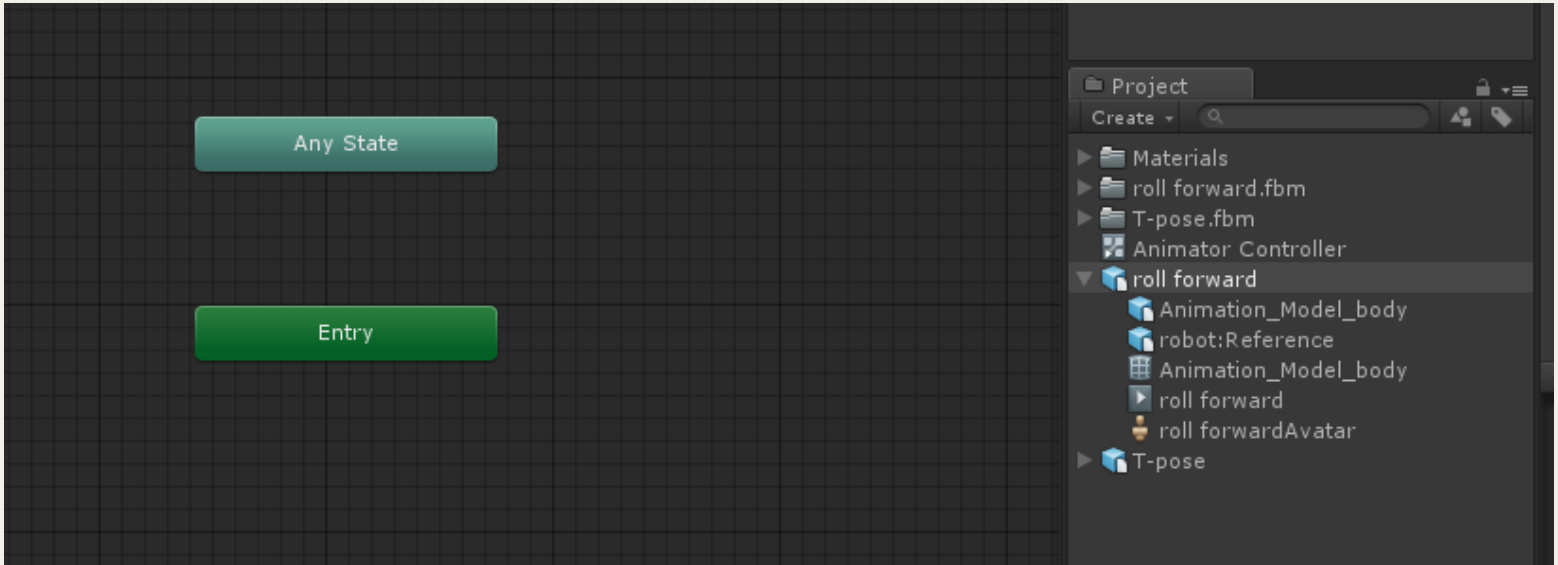 Any State
Entry
Project
Create
Materials
roll forward.fbm
T-pose.fbm
Animator Controller
roll forward
Animation_Model_body
robot:Reference
Animation_Model_body
roll forward
roll forwardAvatar
T-pose